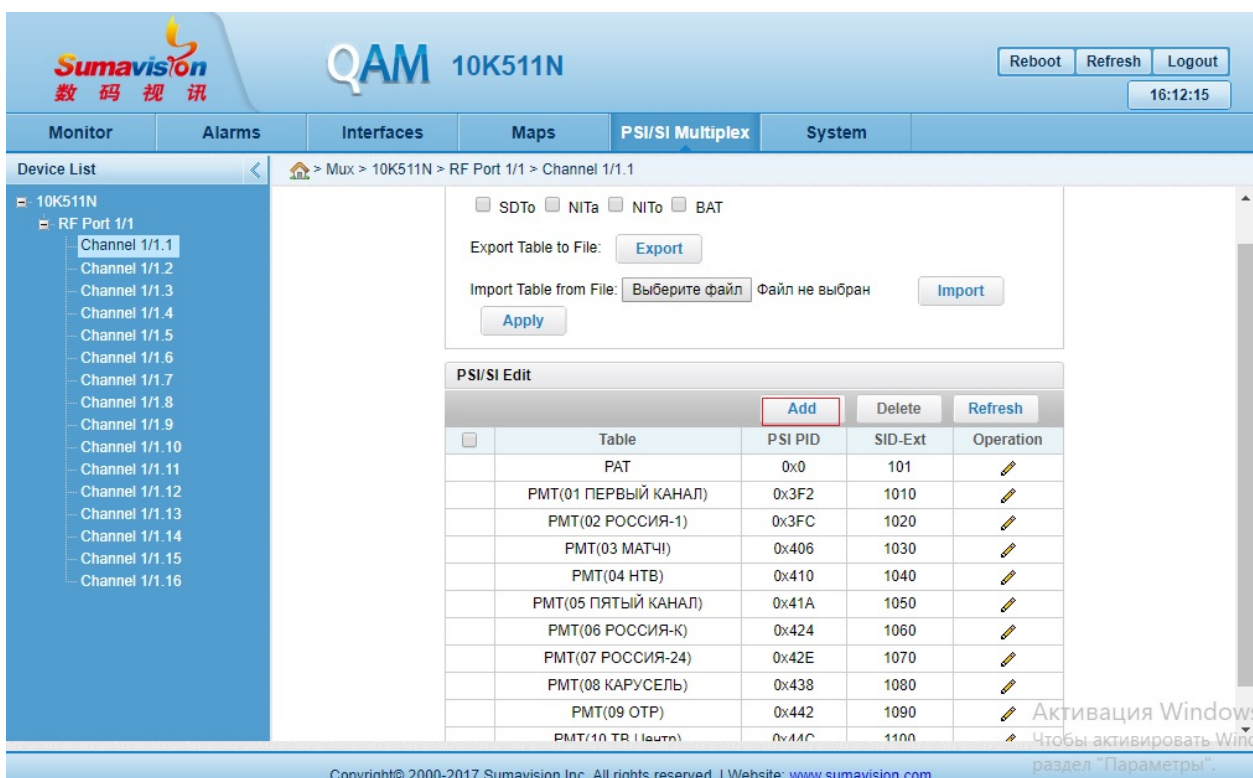 Sumavision
数码视讯
QAM 10K511N
Reboot Refresh Logout
16:12:15
Monitor Alarms Interfaces Maps PSI/SI Multiplex System
Device List
> Mux > 10K511N > RF Port 1/1 > Channel 1/1.1
10K511N
RF Port 1/1
Channel 1/1.1
Channel 1/1.2
Channel 1/1.3
Channel 1/1.4
Channel 1/1.5
Channel 1/1.6
Channel 1/1.7
Channel 1/1.8
Channel 1/1.9
Channel 1/1.10
Channel 1/1.11
Channel 1/1.12
Channel 1/1.13
Channel 1/1.14
Channel 1/1.15
Channel 1/1.16
SDTo NITa NITo BAT
Export Table to File: Export
Import Table from File: Выберите файл Файл не выбран Import
Apply
PSI/SI Edit
Add Delete Refresh
Table PSI PID SID-Ext Operation
PAT 0x0 101
PMT(01 ПЕРВЫЙ КАНАЛ) 0x3F2 1010
PMT(02 РОССИЯ-1) 0x3FC 1020
PMT(03 МАТЧ!) 0x406 1030
PMT(04 НТВ) 0x410 1040
PMT(05 ПЯТЫЙ КАНАЛ) 0x41A 1050
PMT(06 РОССИЯ-К) 0x424 1060
PMT(07 РОССИЯ-24) 0x42E 1070
PMT(08 КАРУСЕЛЬ) 0x438 1080
PMT(09 ОТР) 0x442 1090
PMT(10 ТВ Центр) 0x44C 1100
Активация Windows
Чтобы активировать Wind
раздел "Параметры".
Copyright© 2000-2017 Sumavision Inc. All rights reserved. | Website: www.sumavision.com